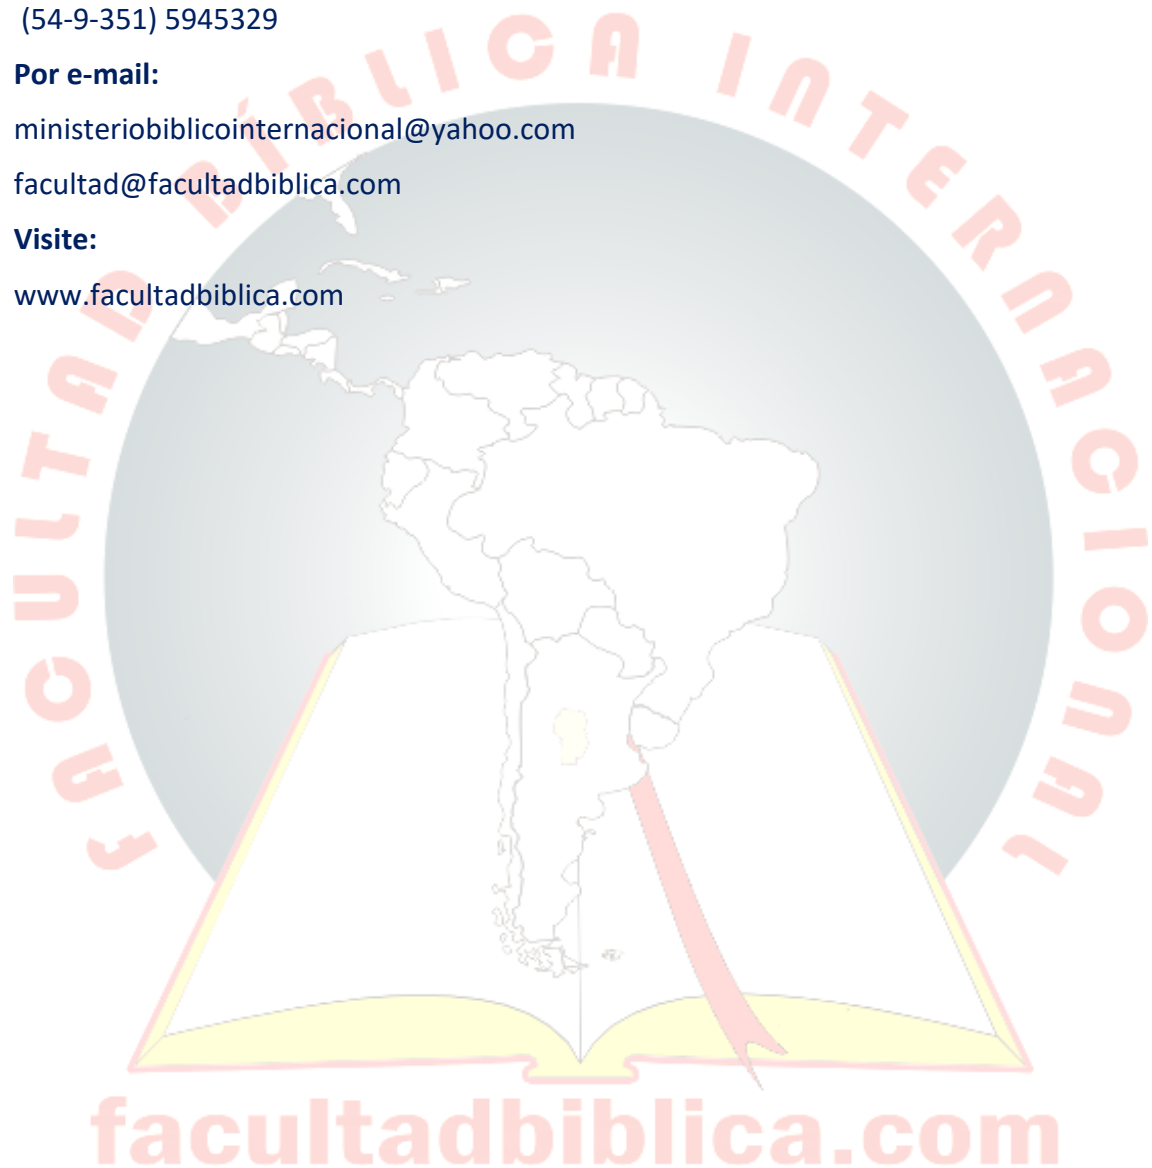 (54-9-351) 5945329
Por e-mail:
ministeriobiblicointernacional@yahoo.com
facultad@facultadbiblica.com
Visite:
www.facultadbiblica.com
FACULTAD BÍBLICA INTERNACIONAL
facultadbiblica.com